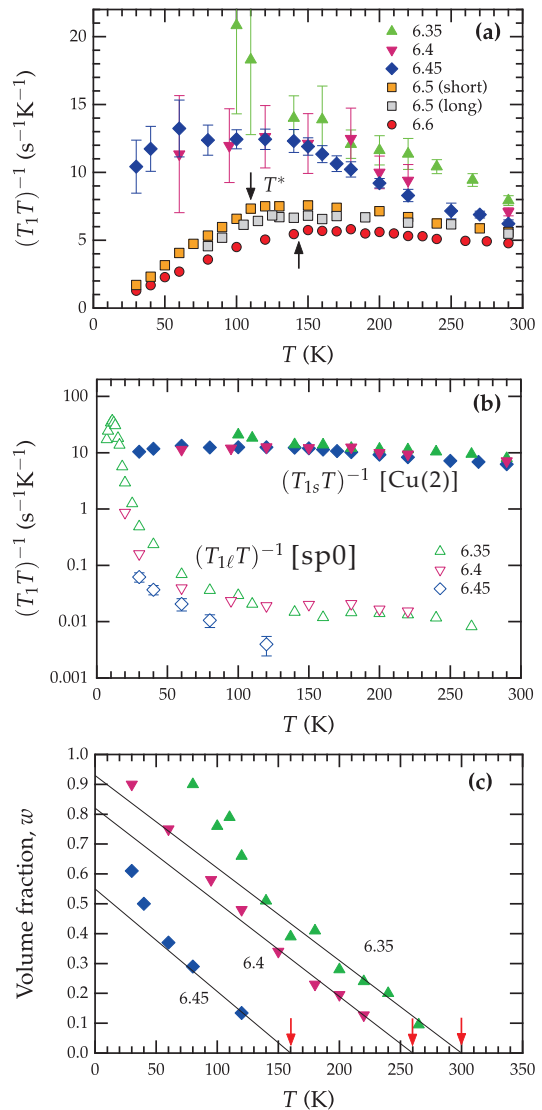 (a)
6.35
6.4
6.45
6.5 (short)
6.5 (long)
6.6
T*
20
15
10
5
0
(T₁T)⁻¹ (s⁻¹K⁻¹)
0 50 100 150 200 250 300
T (K)
(b)
100
10
1
0.1
0.01
0.001
(T₁T)⁻¹ (s⁻¹K⁻¹)
(T₁ₛT)⁻¹ [Cu(2)]
(T₁ℓT)⁻¹ [sp0]
6.35
6.4
6.45
0 50 100 150 200 250 300
T (K)
(c)
1.0
0.9
0.8
0.7
0.6
0.5
0.4
0.3
0.2
0.1
0.0
Volume fraction, w
6.35
6.4
6.45
0 50 100 150 200 250 300 350
T (K)